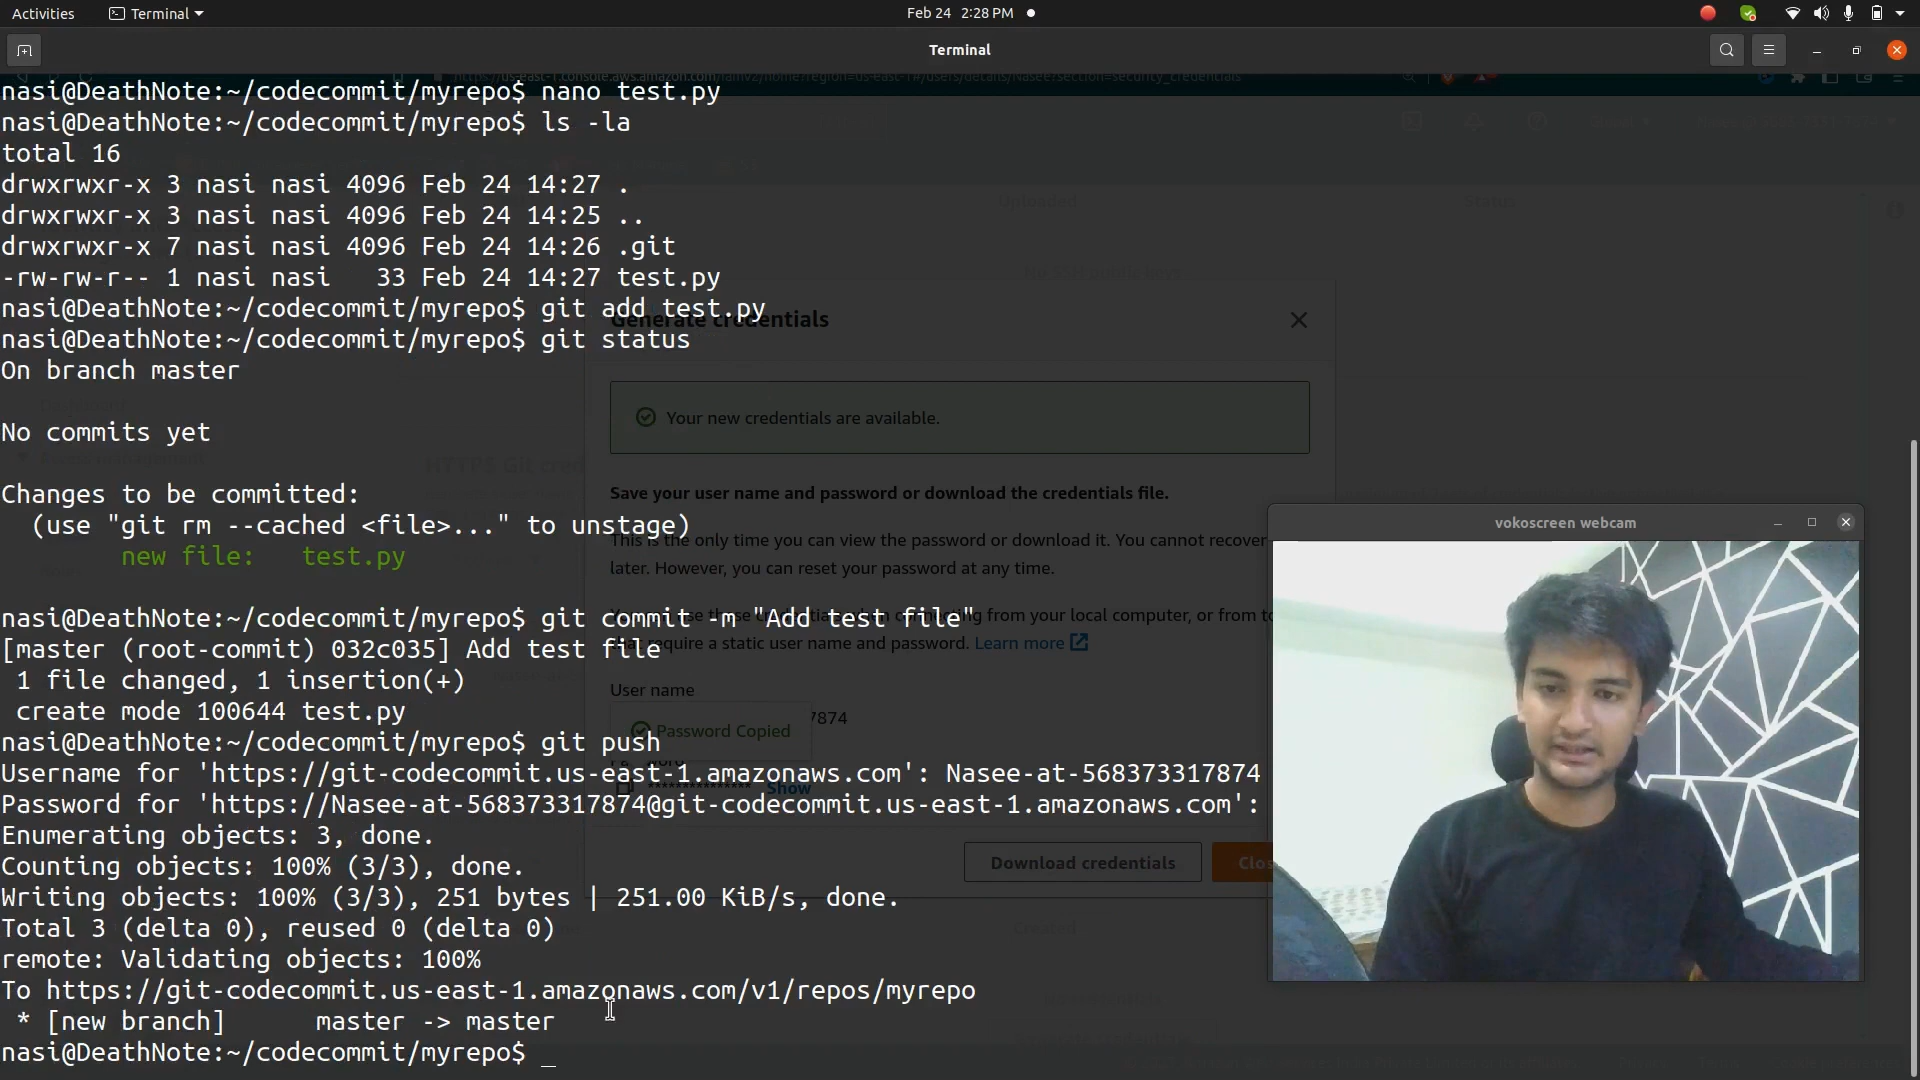 Activities
Terminal
Feb 24 2:28 PM
Terminal
nasi@DeathNote:~/codecommit/myrepo$ nano test.py
nasi@DeathNote:~/codecommit/myrepo$ ls -la
total 16
drwxrwxr-x 3 nasi nasi 4096 Feb 24 14:27 .
drwxrwxr-x 3 nasi nasi 4096 Feb 24 14:25 ..
drwxrwxr-x 7 nasi nasi 4096 Feb 24 14:26 .git
-rw-rw-r-- 1 nasi nasi   33 Feb 24 14:27 test.py
nasi@DeathNote:~/codecommit/myrepo$ git add test.py
nasi@DeathNote:~/codecommit/myrepo$ git status
On branch master
No commits yet
Changes to be committed:
  (use "git rm --cached <file>..." to unstage)
        new file:   test.py
nasi@DeathNote:~/codecommit/myrepo$ git commit -m "Add test file"
[master (root-commit) 032c035] Add test file
 1 file changed, 1 insertion(+)
 create mode 100644 test.py
nasi@DeathNote:~/codecommit/myrepo$ git push
Username for 'https://git-codecommit.us-east-1.amazonaws.com': Nasee-at-568373317874
Password for 'https://Nasee-at-568373317874@git-codecommit.us-east-1.amazonaws.com':
Enumerating objects: 3, done.
Counting objects: 100% (3/3), done.
Writing objects: 100% (3/3), 251 bytes | 251.00 KiB/s, done.
Total 3 (delta 0), reused 0 (delta 0)
remote: Validating objects: 100%
To https://git-codecommit.us-east-1.amazonaws.com/v1/repos/myrepo
 * [new branch]      master -> master
nasi@DeathNote:~/codecommit/myrepo$ _
Generate credentials
Your new credentials are available.
Save your user name and password or download the credentials file.
This is the only time you can view the password or download it. You cannot recover
later. However, you can reset your password at any time.
require a static user name and password. Learn more
User name
7874
Password Copied
Show
Download credentials
vokoscreen webcam